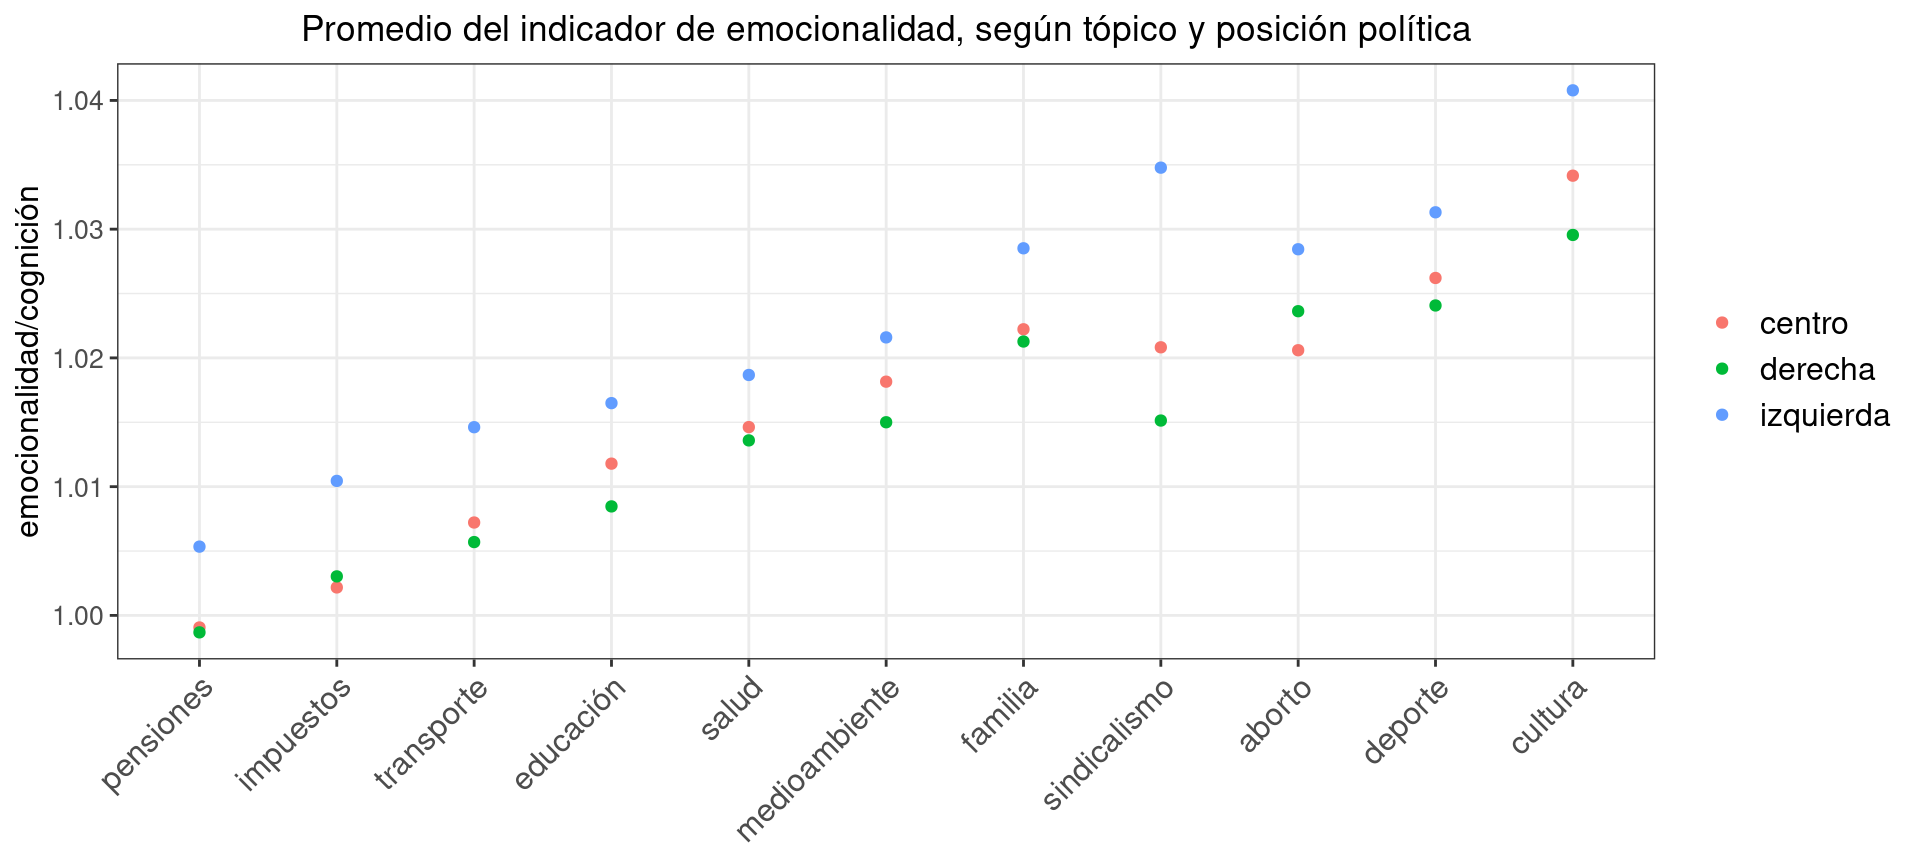 Promedio del indicador de emocionalidad, según tópico y posición política
emocionalidad/cognición
1.04
1.03
1.02
1.01
1.00
pensiones
impuestos
transporte
educación
salud
medioambiente
familia
sindicalismo
aborto
deporte
cultura
centro
derecha
izquierda